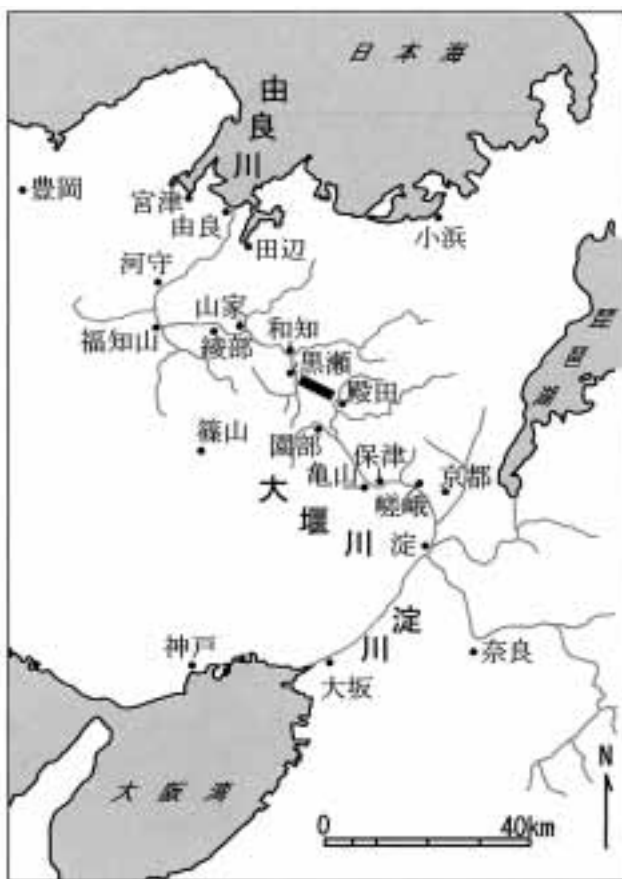 日本海
由良川
豊岡
宮津
由良
田辺
小浜
河守
山家
和知
福知山
綾部
黒瀬
殿田
琵琶湖
篠山
園部
保津
亀山
嵯峨
京都
大堰川
淀
淀川
神戸
大坂
奈良
大阪湾
N
0 40km